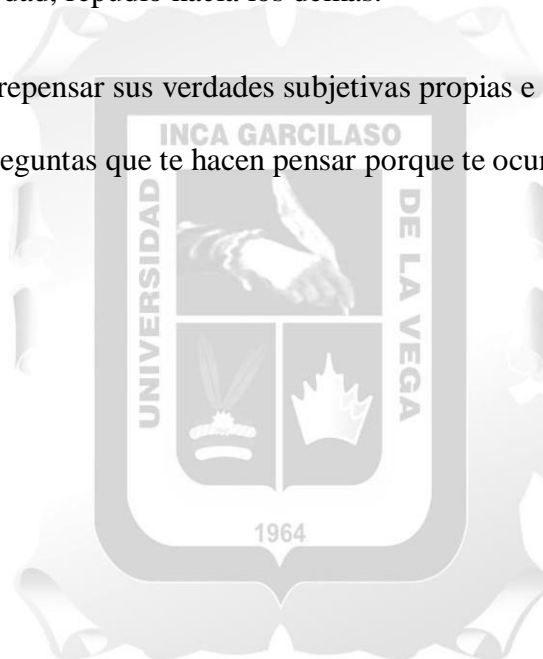 dad, repudio hacia los demás.
repensar sus verdades subjetivas propias e
eguntas que te hacen pensar porque te ocur
INCA GARCILASO
UNIVERSIDAD
DE LA VEGA
1964